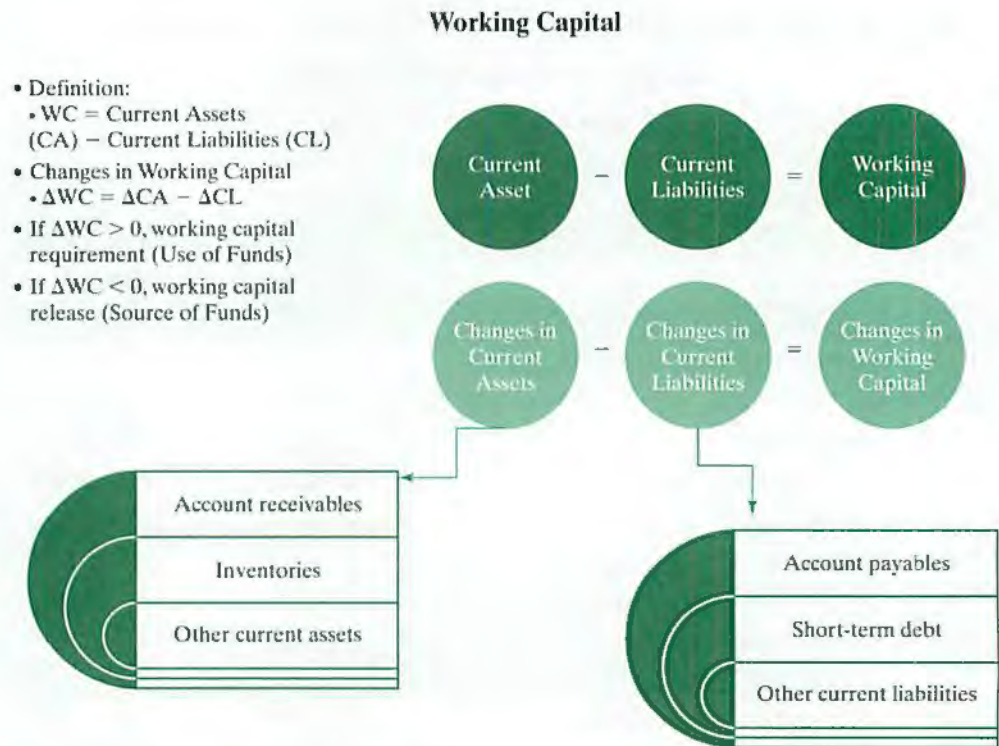 Working Capital
• Definition:
• WC = Current Assets
(CA) − Current Liabilities (CL)
• Changes in Working Capital
• ΔWC = ΔCA − ΔCL
• If ΔWC > 0, working capital
requirement (Use of Funds)
• If ΔWC < 0, working capital
release (Source of Funds)
Current
Asset
−
Current
Liabilities
=
Working
Capital
Changes in
Current
Assets
−
Changes in
Current
Liabilities
=
Changes in
Working
Capital
Account receivables
Inventories
Other current assets
Account payables
Short-term debt
Other current liabilities